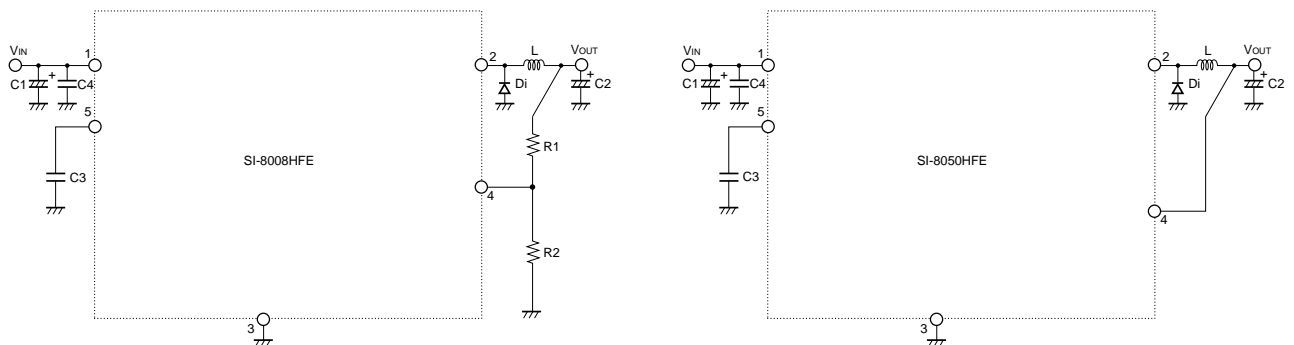 VIN
1
C1
+
C4
5
C3
SI-8008HFE
3
2
L
VOUT
Di
+
C2
R1
4
R2
VIN
1
C1
+
C4
5
C3
SI-8050HFE
3
2
L
VOUT
Di
+
C2
4